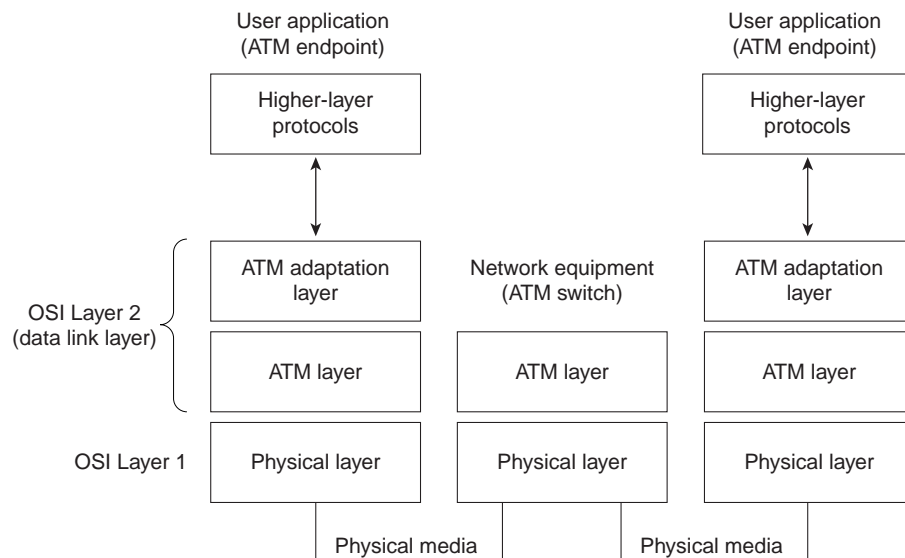 User application
(ATM endpoint)
User application
(ATM endpoint)
Higher-layer
protocols
Higher-layer
protocols
ATM adaptation
layer
Network equipment
(ATM switch)
ATM adaptation
layer
OSI Layer 2
(data link layer)
ATM layer
ATM layer
ATM layer
OSI Layer 1
Physical layer
Physical layer
Physical layer
Physical media
Physical media